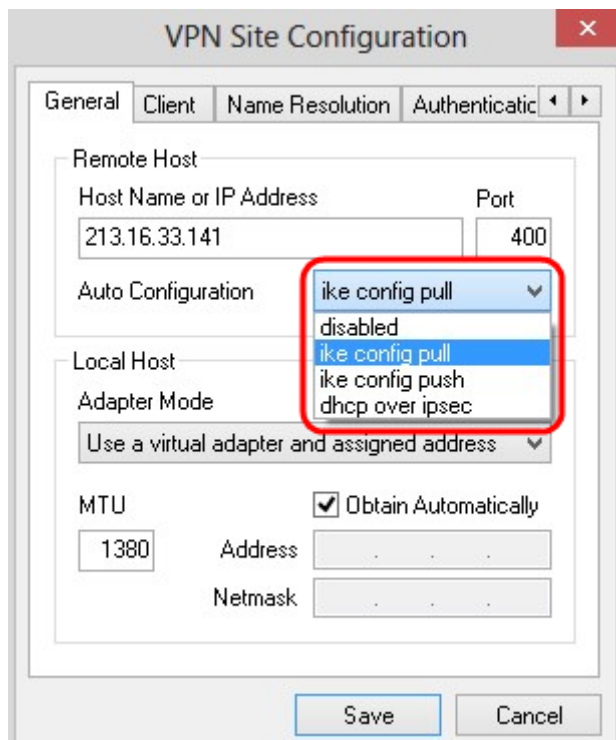 VPN Site Configuration
General Client Name Resolution Authenticatic
Remote Host
Host Name or IP Address Port
213.16.33.141 400
Auto Configuration ike config pull
disabled
ike config pull
ike config push
dhcp over ipsec
Local Host
Adapter Mode
Use a virtual adapter and assigned address
MTU Obtain Automatically
1380 Address . . .
Netmask . . .
Save Cancel